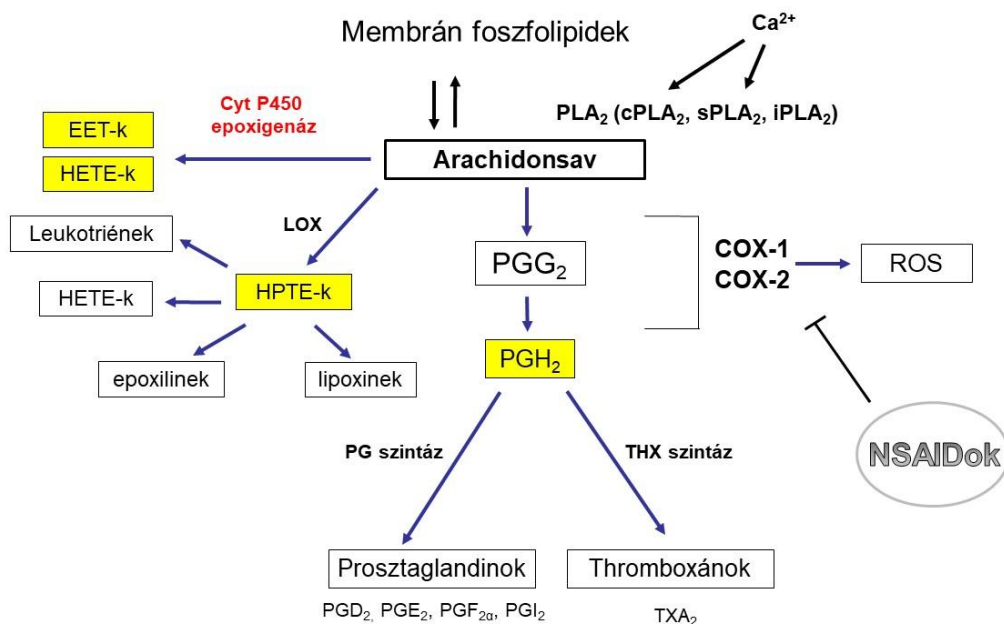 Membrán foszfolipidek
Ca²⁺
Cyt P450
epoxigenáz
PLA₂ (cPLA₂, sPLA₂, iPLA₂)
EET-k
HETE-k
Arachidonsav
LOX
Leukotriének
PGG₂
COX-1
COX-2
ROS
HPTE-k
HETE-k
epoxilinek
lipoxinek
PGH₂
PG szintáz
THX szintáz
NSAIDok
Prosztaglandinok
Thromboxánok
PGD₂, PGE₂, PGF₂α, PGI₂
TXA₂